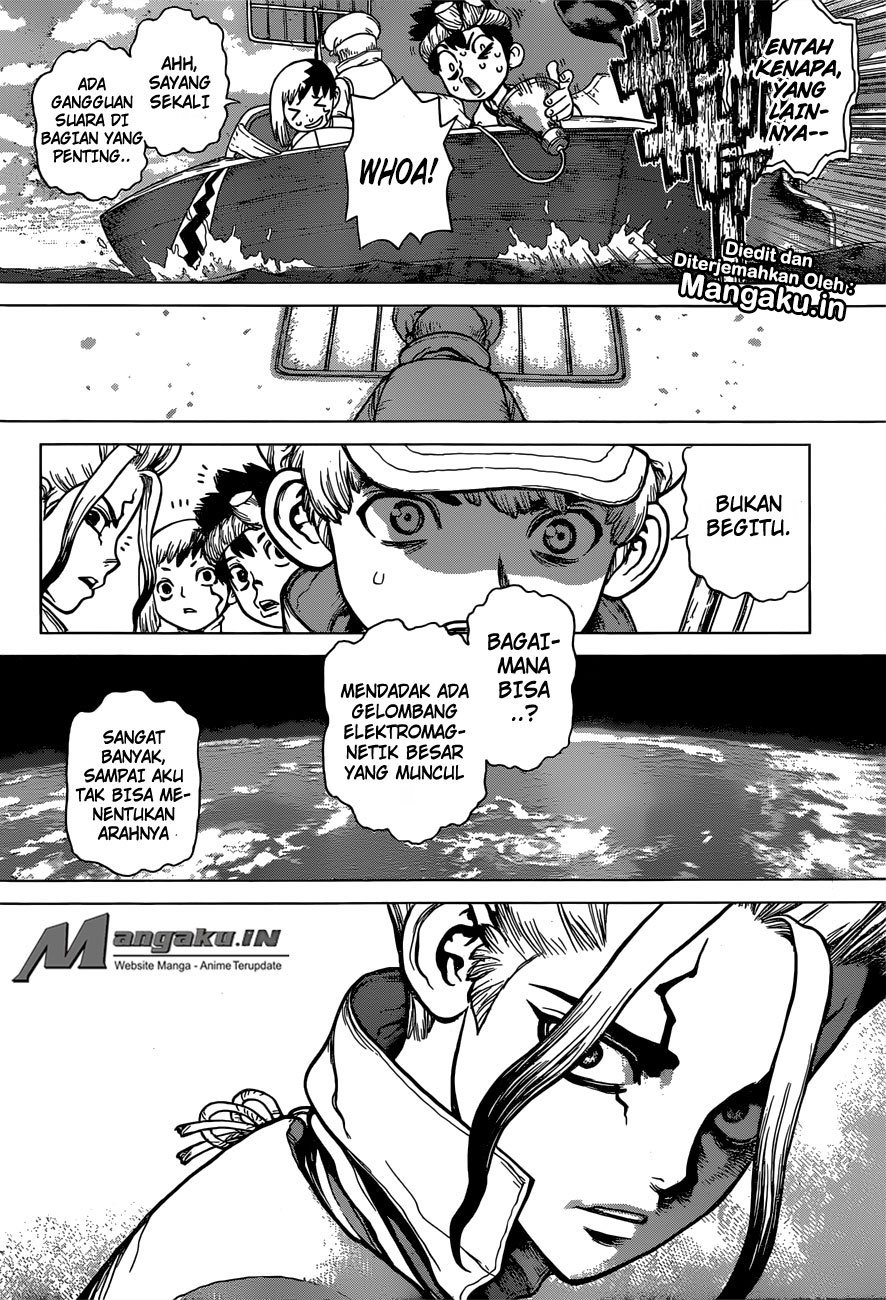 ENTAH
KENAPA,
YANG
LAIN-
NYA--
WHOA!
AHH,
SAYANG
SEKALI
ADA
GANGGUAN
SUARA DI
BAGIAN YANG
PENTING..
Diedit dan
Diterjemahkan Oleh :
Mangaku.in
BUKAN
BEGITU.
BAGAI-
MANA
BISA
..?
MENDADAK ADA
GELOMBANG
ELEKTROMAG-
NETIK BESAR
YANG MUNCUL
SANGAT
BANYAK,
SAMPAI AKU
TAK BISA ME-
NENTUKAN
ARAHNYA
Mangaku.IN
Website Manga - Anime Terupdate